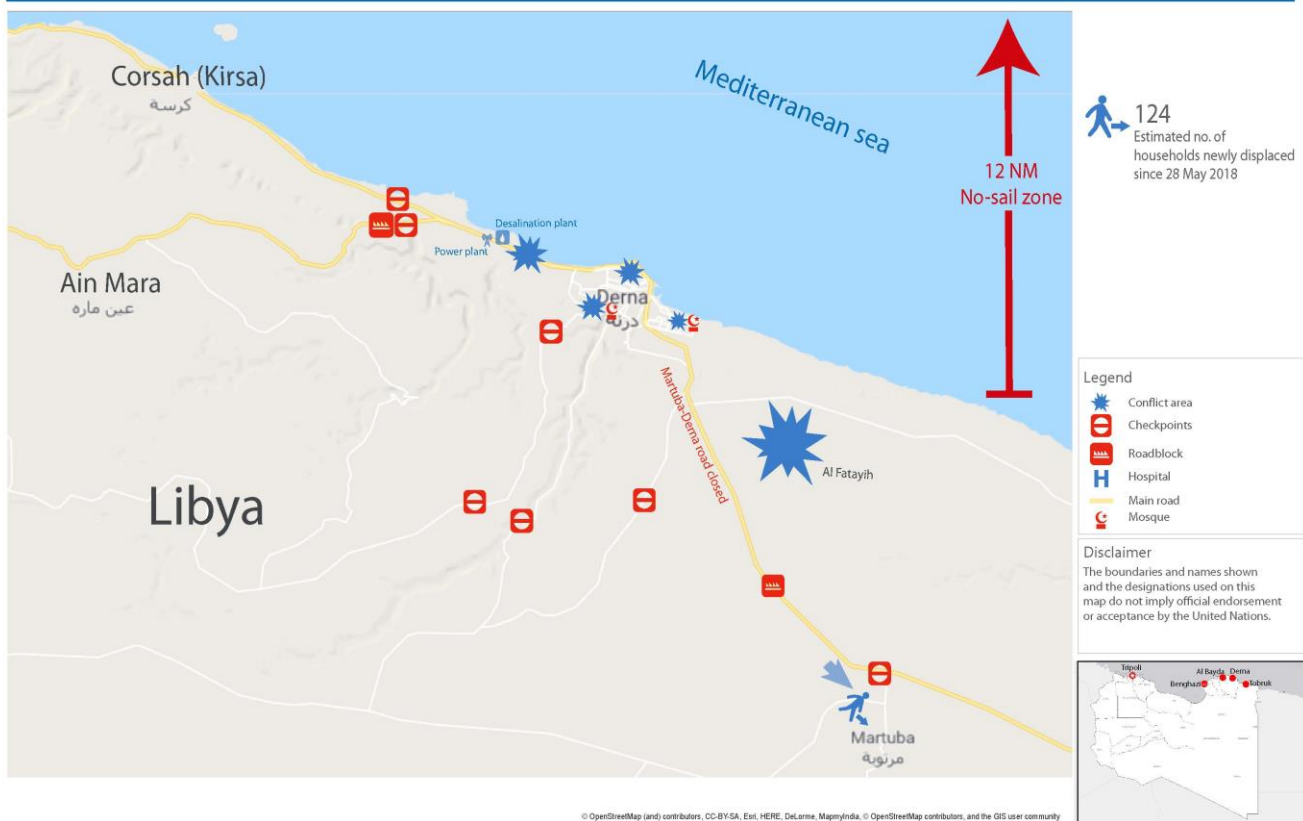 Corsah (Kirsa)
كرسة
Mediterranean sea
12 NM
No-sail zone
124
Estimated no. of
households newly displaced
since 28 May 2018
Desalination plant
Power plant
Ain Mara
عين ماره
Derna
درنة
Martuba-Derna road closed
Al Fatayih
Libya
Martuba
مرتوبة
Legend
Conflict area
Checkpoints
Roadblock
H Hospital
Main road
Mosque
Disclaimer
The boundaries and names shown
and the designations used on this
map do not imply official endorsement
or acceptance by the United Nations.
Tripoli
Al Bayda
Derna
Benghazi
Tobruk
© OpenStreetMap (and) contributors, CC-BY-SA, Esri, HERE, DeLorme, MapmyIndia, © OpenStreetMap contributors, and the GIS user community